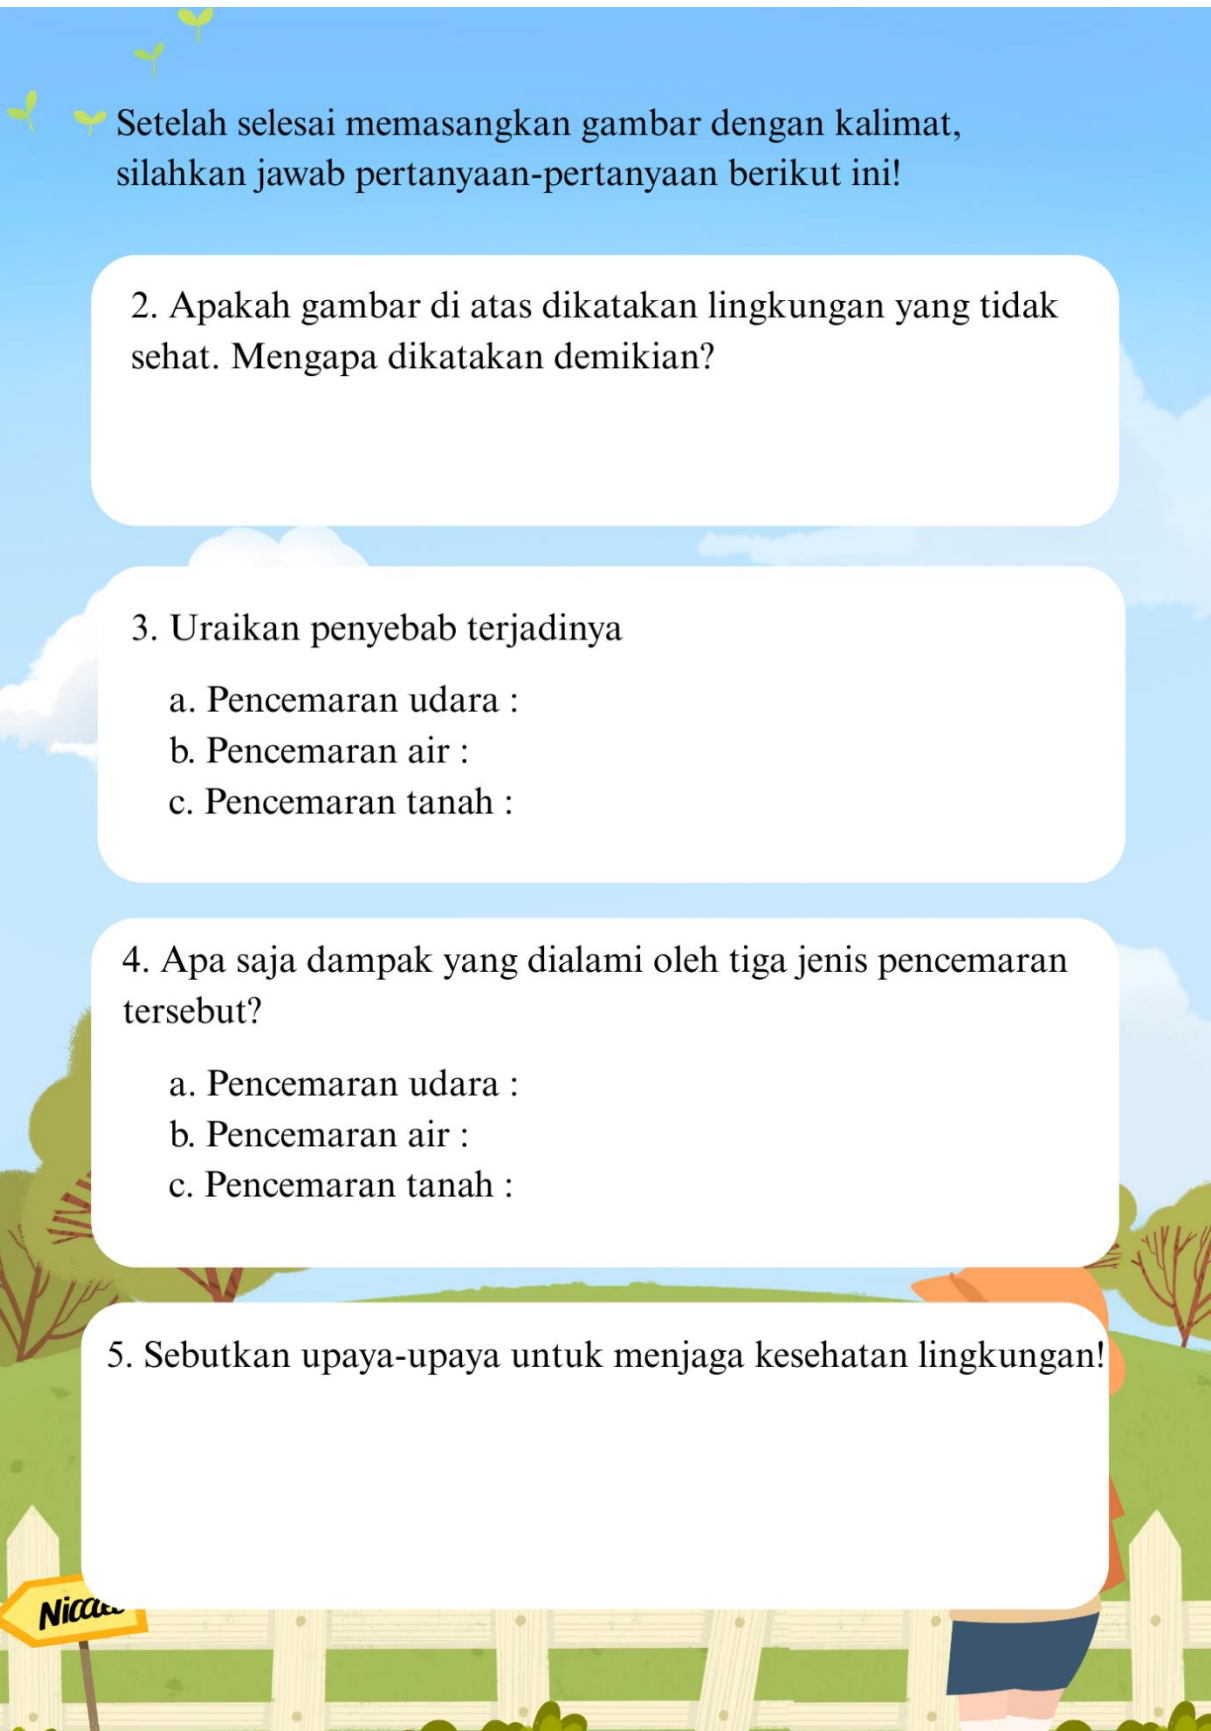 Setelah selesai memasangkan gambar dengan kalimat,
silahkan jawab pertanyaan-pertanyaan berikut ini!
2. Apakah gambar di atas dikatakan lingkungan yang tidak
sehat. Mengapa dikatakan demikian?
3. Uraikan penyebab terjadinya
a. Pencemaran udara :
b. Pencemaran air :
c. Pencemaran tanah :
4. Apa saja dampak yang dialami oleh tiga jenis pencemaran
tersebut?
a. Pencemaran udara :
b. Pencemaran air :
c. Pencemaran tanah :
5. Sebutkan upaya-upaya untuk menjaga kesehatan lingkungan!